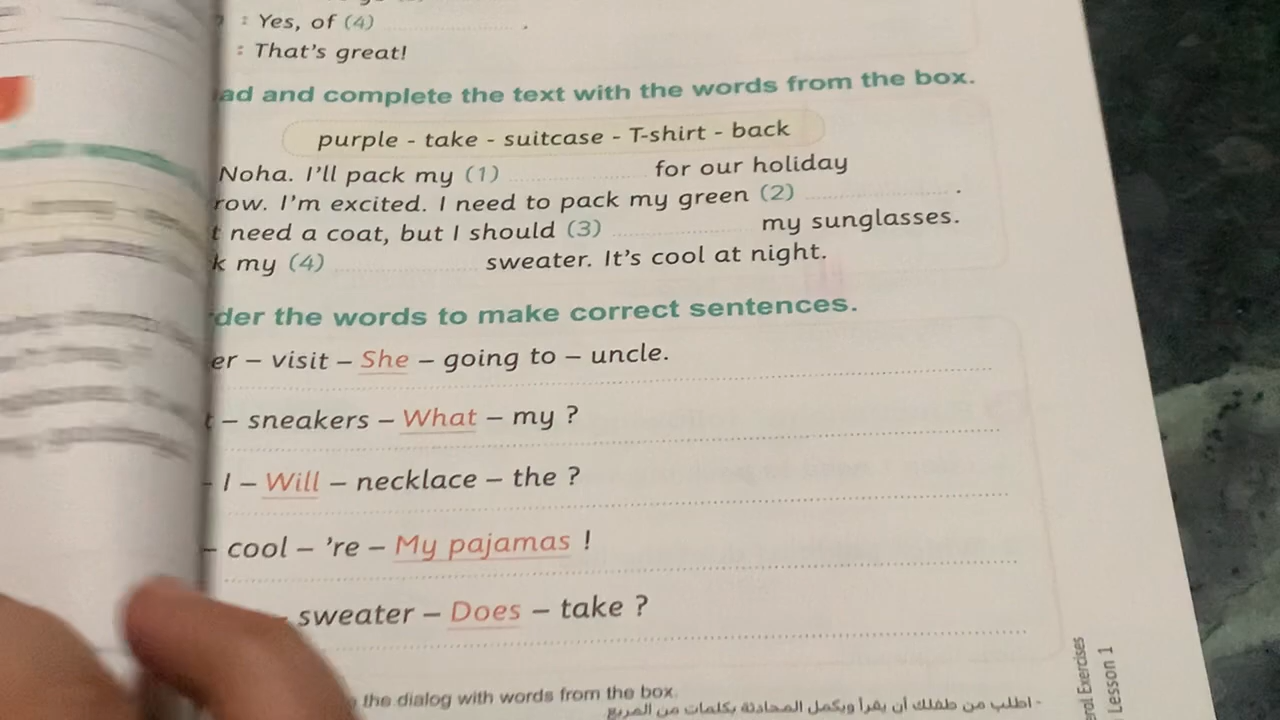 : Yes, of (4) .
: That's great!
ad and complete the text with the words from the box.
purple - take - suitcase - T-shirt - back
Noha. I'll pack my (1) for our holiday
row. I'm excited. I need to pack my green (2) .
t need a coat, but I should (3) my sunglasses.
k my (4) sweater. It's cool at night.
der the words to make correct sentences.
er – visit – She – going to – uncle.
t – sneakers – What – my ?
– I – Will – necklace – the ?
– cool – 're – My pajamas !
– sweater – Does – take ?
the dialog with words from the box.
- اطلب من طفلك أن يقرأ ويكمل المحادثة بكلمات من المربع
ral Exercises
Lesson 1